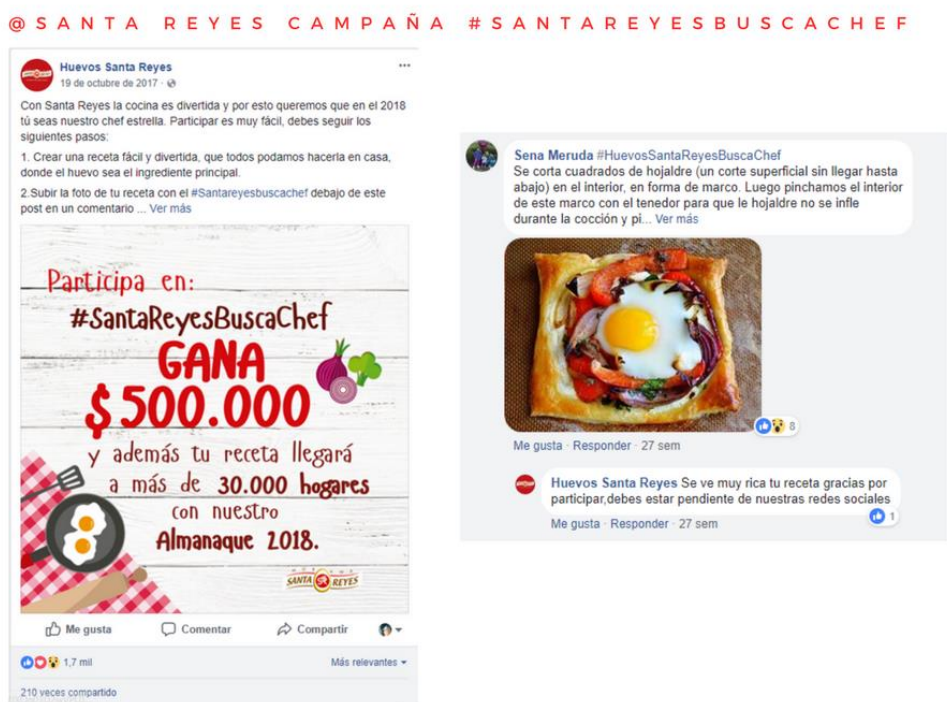 @SANTA REYES CAMPAÑA #SANTAREYESBUSCACHEF
Huevos Santa Reyes
19 de octubre de 2017
Con Santa Reyes la cocina es divertida y por esto queremos que en el 2018
tú seas nuestro chef estrella. Participar es muy fácil, debes seguir los
siguientes pasos:
1. Crear una receta fácil y divertida, que todos podamos hacerla en casa,
donde el huevo sea el ingrediente principal.
2.Subir la foto de tu receta con el #Santareyesbuscachef debajo de este
post en un comentario ... Ver más
Participa en:
#SantaReyesBuscaChef
GANA
$500.000
y además tu receta llegará
a más de 30.000 hogares
con nuestro
Almanaque 2018.
SANTA REYES
Me gusta Comentar Compartir
1,7 mil Más relevantes
210 veces compartido
Sena Meruda #HuevosSantaReyesBuscaChef
Se corta cuadrados de hojaldre (un corte superficial sin llegar hasta
abajo) en el interior, en forma de marco. Luego pinchamos el interior
de este marco con el tenedor para que le hojaldre no se infle
durante la cocción y pi... Ver más
8
Me gusta · Responder · 27 sem
Huevos Santa Reyes Se ve muy rica tu receta gracias por
participar,debes estar pendiente de nuestras redes sociales
1
Me gusta · Responder · 27 sem